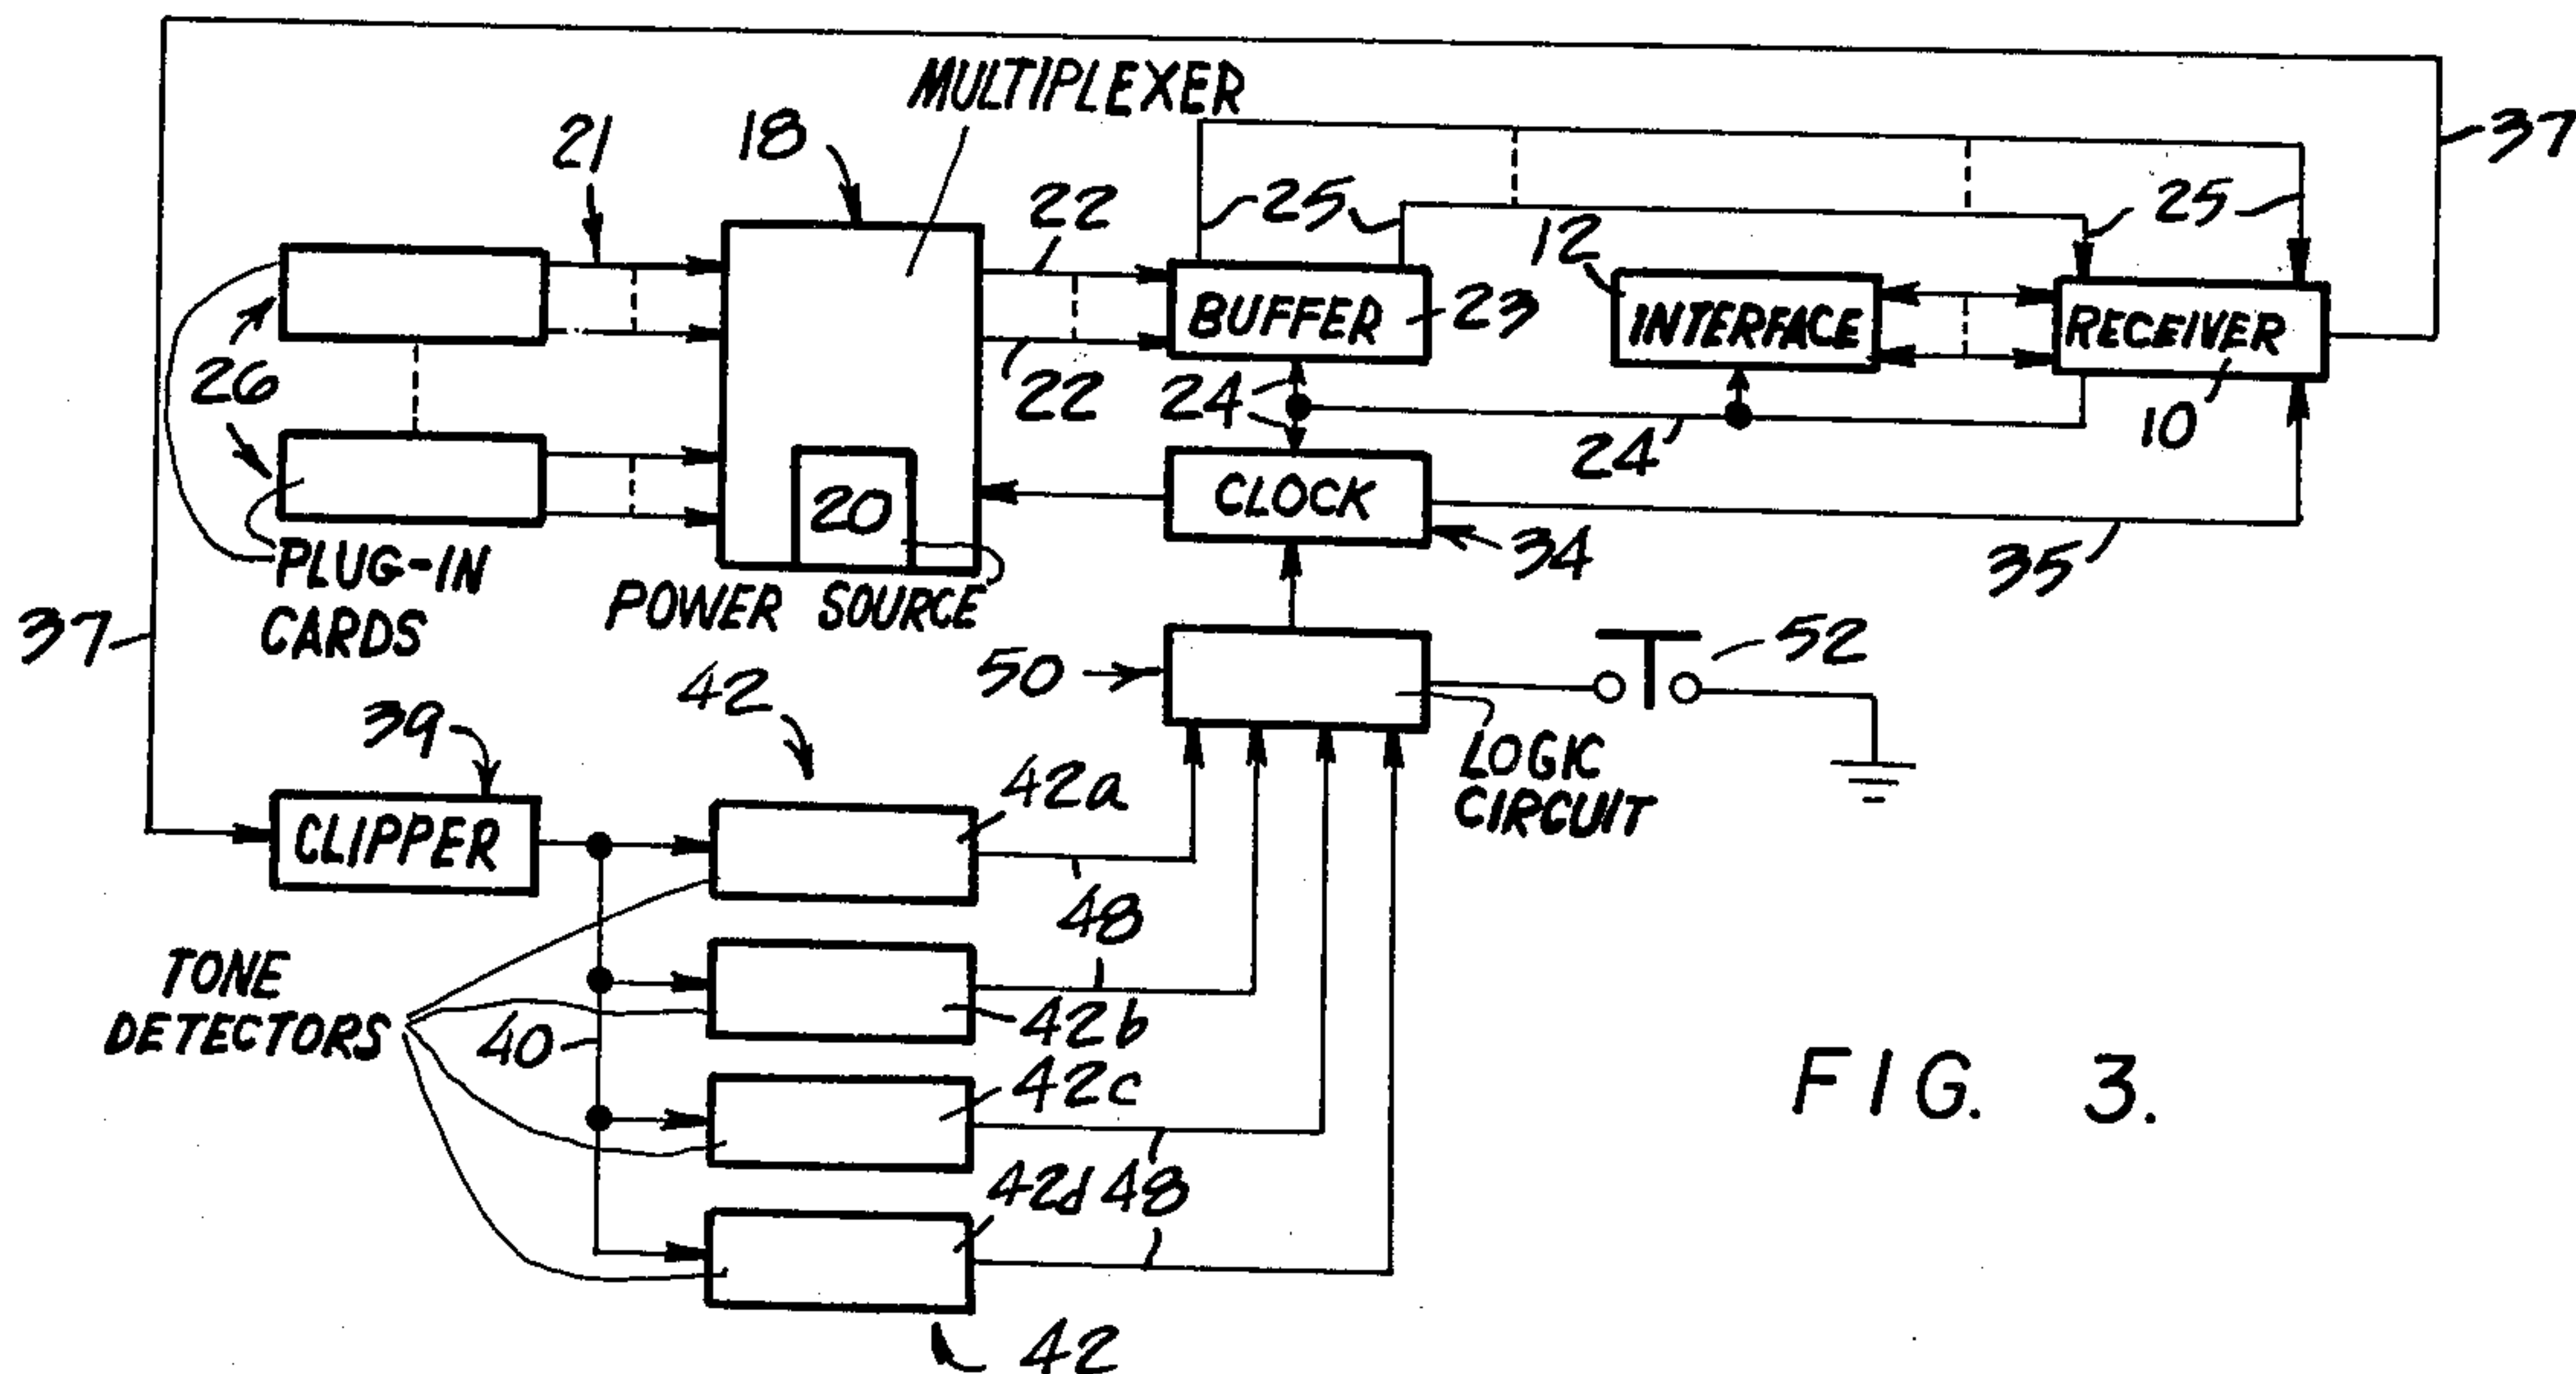 MULTIPLEXER
37
21
18
22
25
12
25
26
BUFFER
23
INTERFACE
RECEIVER
22
24
24
10
20
CLOCK
34
35
PLUG-IN
CARDS
POWER SOURCE
37
50
52
42
39
LOGIC
CIRCUIT
CLIPPER
42a
48
TONE
DETECTORS
40
42b
42c
42d
48
42
FIG. 3.